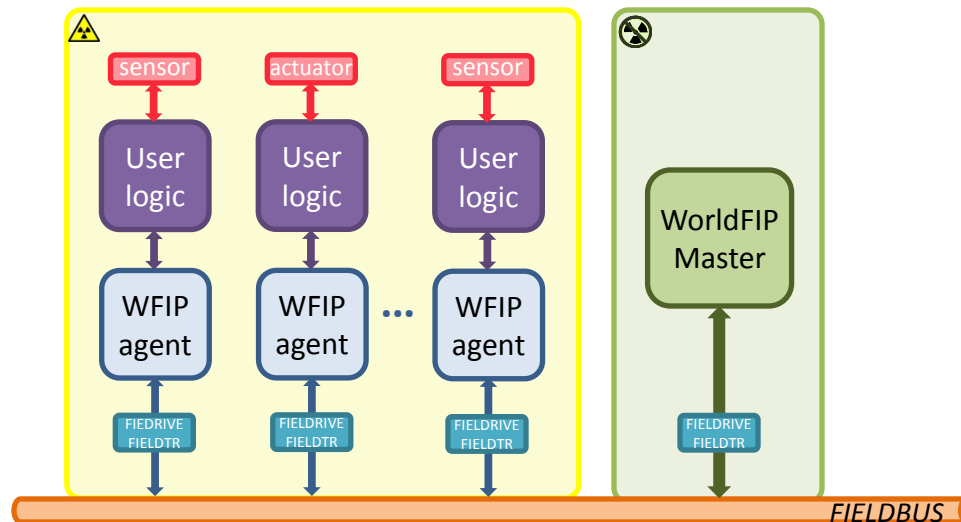 sensor
User
logic
WFIP
agent
FIEDRIVE
FIELDTR
actuator
User
logic
WFIP
agent
FIELDRIVE
FIELDTR
...
sensor
User
logic
WFIP
agent
FIELDRIVE
FIELDTR
WorldFIP
Master
FIELDRIVE
FIELDTR
FIELDBUS